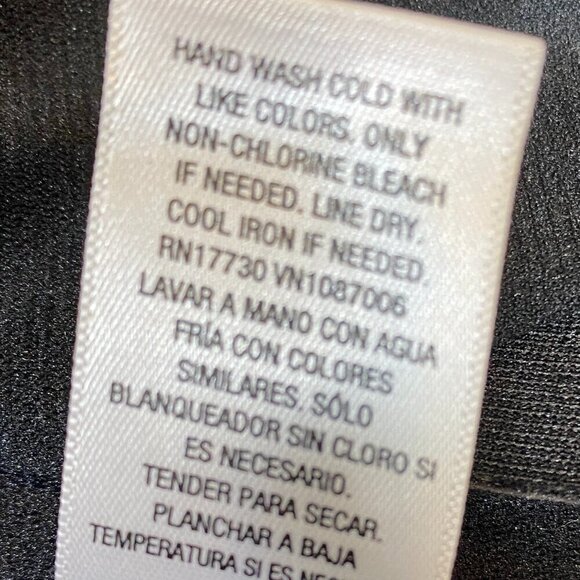 HAND WASH COLD WITH
LIKE COLORS. ONLY
NON-CHLORINE BLEACH
IF NEEDED. LINE DRY.
COOL IRON IF NEEDED.
RN17730 VN1087006
LAVAR A MANO CON AGUA
FRÍA CON COLORES
SIMILARES. SÓLO
BLANQUEADOR SIN CLORO SI
ES NECESARIO.
TENDER PARA SECAR.
PLANCHAR A BAJA
TEMPERATURA SI ES